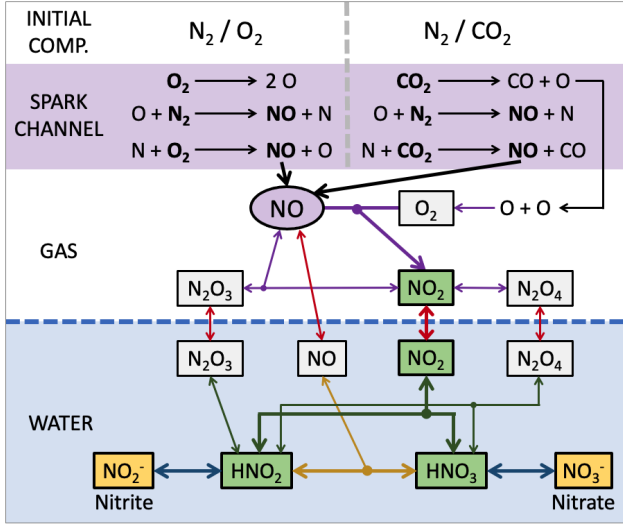 INITIAL COMP.
N₂ / O₂
N₂ / CO₂
SPARK CHANNEL
O₂ → 2 O
O + N₂ → NO + N
N + O₂ → NO + O
CO₂ → CO + O
O + N₂ → NO + N
N + CO₂ → NO + CO
GAS
NO
O₂
O + O
N₂O₃
NO₂
N₂O₄
WATER
N₂O₃
NO
NO₂
N₂O₄
NO₂⁻
HNO₂
HNO₃
NO₃⁻
Nitrite
Nitrate